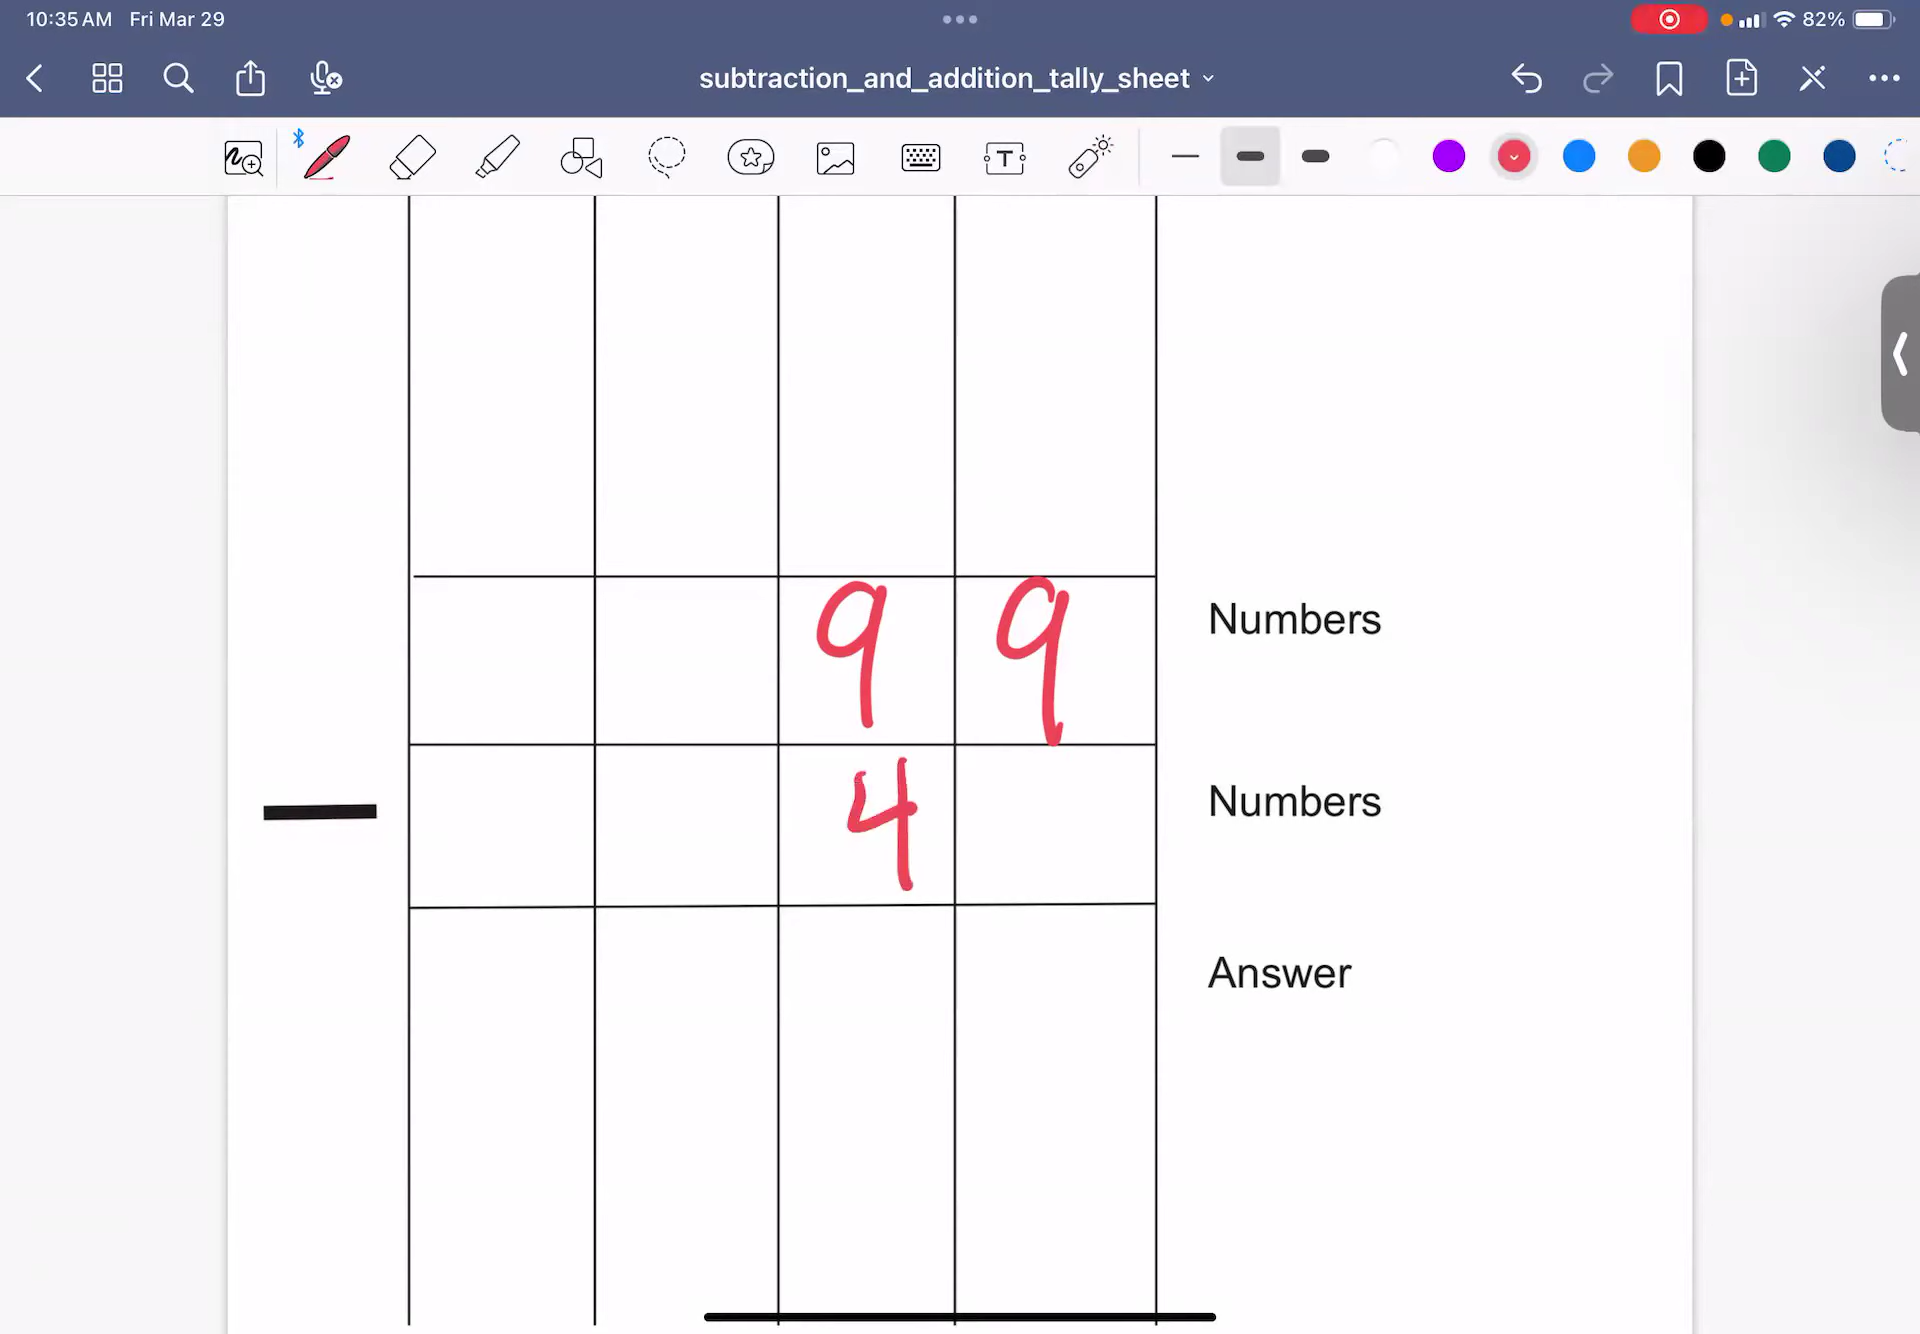 10:35 AM Fri Mar 29
82%
subtraction_and_addition_tally_sheet
T
9 9 Numbers
4 Numbers
Answer